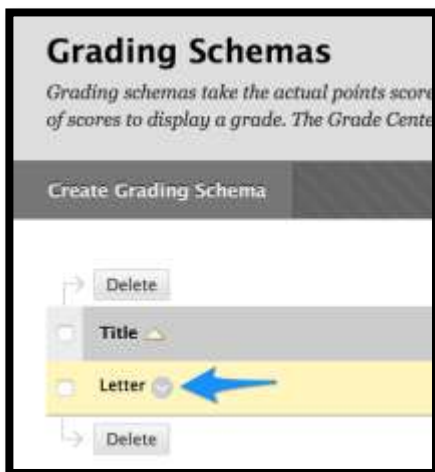 Grading Schemas
Grading schemas take the actual points score
of scores to display a grade. The Grade Cente
Create Grading Schema
Delete
Title
Letter
Delete